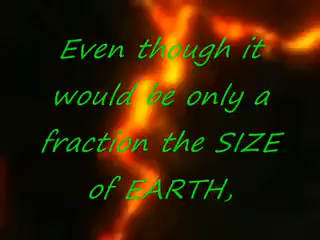 Even though it
would be only a
fraction the SIZE
of EARTH,